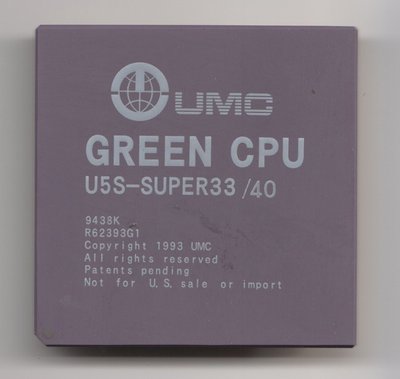 UMC
GREEN CPU
U5S-SUPER33 /40
9438K
R62393G1
Copyright 1993 UMC
All rights reserved
Patents pending
Not for U.S. sale or import